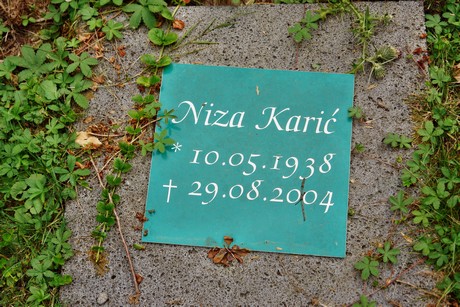 Niza Karić
* 10.05.1938
† 29.08.2004